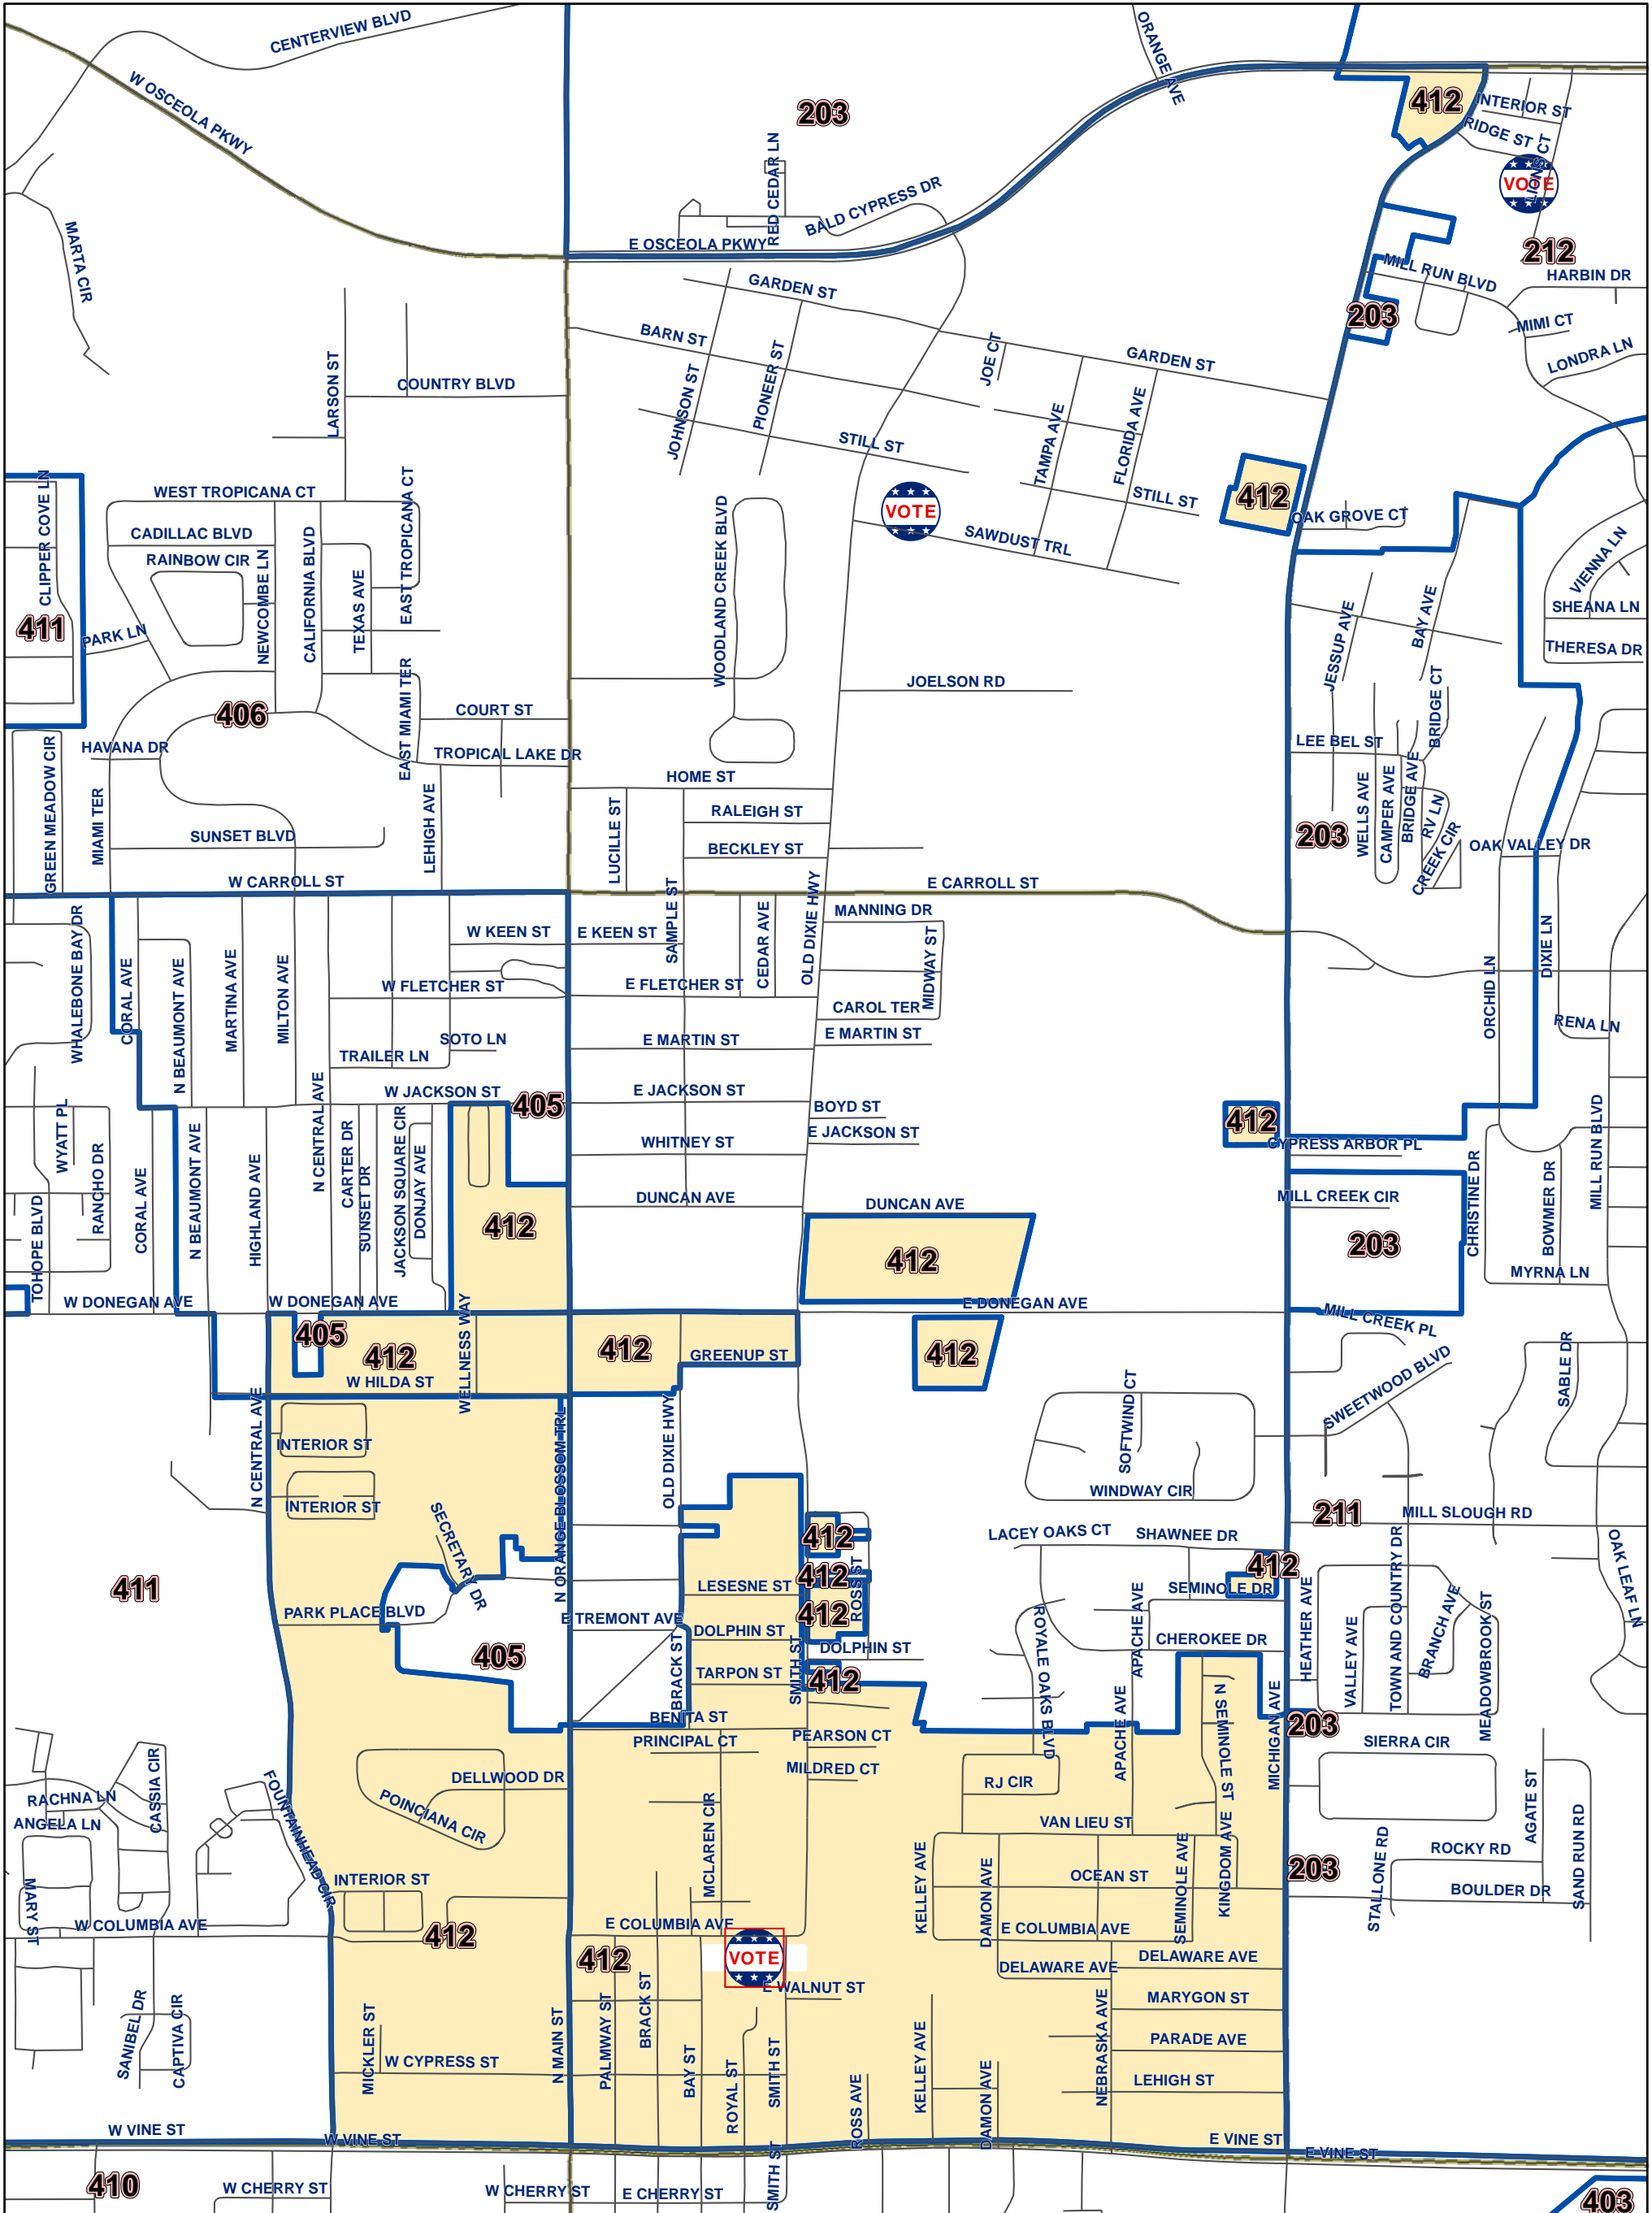 CENTERVIEW BLVD
ORANGE AVE
W OSCEOLA PKWY
203
412
INTERIOR ST
RIDGE ST
LIONS CT
VOTE
RED CEDAR LN
BALD CYPRESS DR
E OSCEOLA PKWY
212
MARTA CIR
GARDEN ST
MILL RUN BLVD
HARBIN DR
203
MIMI CT
BARN ST
JOE CT
GARDEN ST
LONDRA LN
LARSON ST
COUNTRY BLVD
JOHNSON ST
PIONEER ST
TAMPA AVE
FLORIDA AVE
STILL ST
CLIPPER COVE LN
WEST TROPICANA CT
EAST TROPICANA CT
VOTE
STILL ST
412
OAK GROVE CT
CADILLAC BLVD
RAINBOW CIR
NEWCOMBE LN
CALIFORNIA BLVD
TEXAS AVE
WOODLAND CREEK BLVD
SAWDUST TRL
VIENNA LN
SHEANA LN
411
PARK LN
JESSUP AVE
BAY AVE
THERESA DR
406
EAST MIAMI TER
COURT ST
JOELSON RD
BRIDGE CT
HAVANA DR
TROPICAL LAKE DR
LEE BEL ST
GREEN MEADOW CIR
MIAMI TER
LEHIGH AVE
HOME ST
LUCILLE ST
RALEIGH ST
WELLS AVE
CAMPER AVE
BRIDGE AVE
RV LN
CREEK CIR
SUNSET BLVD
BECKLEY ST
203
OAK VALLEY DR
W CARROLL ST
E CARROLL ST
WHALEBONE BAY DR
CORAL AVE
N BEAUMONT AVE
MARTINA AVE
MILTON AVE
W KEEN ST
E KEEN ST
SAMPLE ST
CEDAR AVE
OLD DIXIE HWY
MANNING DR
MIDWAY ST
ORCHID LN
DIXIE LN
W FLETCHER ST
E FLETCHER ST
CAROL TER
SOTO LN
TRAILER LN
E MARTIN ST
E MARTIN ST
RENA LN
W JACKSON ST
405
E JACKSON ST
BOYD ST
412
WYATT PL
RANCHO DR
CORAL AVE
N BEAUMONT AVE
HIGHLAND AVE
N CENTRAL AVE
CARTER DR
SUNSET DR
JACKSON SQUARE CIR
DONJAY AVE
WHITNEY ST
E JACKSON ST
CYPRESS ARBOR PL
TOHOPE BLVD
412
DUNCAN AVE
DUNCAN AVE
MILL CREEK CIR
CHRISTINE DR
BOWMER DR
MILL RUN BLVD
412
203
MYRNA LN
W DONEGAN AVE
W DONEGAN AVE
E DONEGAN AVE
MILL CREEK PL
405
412
WELLNESS WAY
412
GREENUP ST
412
W HILDA ST
N CENTRAL AVE
SOFTWIND CT
SWEETWOOD BLVD
SABLE DR
INTERIOR ST
INTERIOR ST
SECRETARY DR
N ORANGE BLOSSOM TRL
OLD DIXIE HWY
WINDWAY CIR
412
LACEY OAKS CT
SHAWNEE DR
211
MILL SLOUGH RD
OAK LEAF LN
411
412
412
LESESNE ST
ROSS ST
412
SEMINOLE DR
PARK PLACE BLVD
E TREMONT AVE
405
DOLPHIN ST
DOLPHIN ST
CHEROKEE DR
APACHE AVE
ROYALE OAKS BLVD
HEATHER AVE
VALLEY AVE
TOWN AND COUNTRY DR
BRANCH AVE
MEADOWBROOK ST
BRACK ST
TARPON ST
SMITH ST
412
BENITA ST
PRINCIPAL CT
PEARSON CT
APACHE AVE
N SEMINOLE ST
MICHIGAN AVE
203
SIERRA CIR
MILDRED CT
RJ CIR
RACHNA LN
CASSIA CIR
FOUNTAINHEAD CIR
DELLWOOD DR
POINCIANA CIR
ANGELA LN
MCLAREN CIR
VAN LIEU ST
AGATE ST
SAND RUN RD
ROCKY RD
STALLONE RD
INTERIOR ST
KELLEY AVE
DAMON AVE
OCEAN ST
SEMINOLE AVE
KINGDOM AVE
203
BOULDER DR
MARY ST
W COLUMBIA AVE
412
E COLUMBIA AVE
E COLUMBIA AVE
412
VOTE
DELAWARE AVE
DELAWARE AVE
E WALNUT ST
MARYGON ST
SANIBEL DR
CAPTIVA CIR
MICKLER ST
W CYPRESS ST
N MAIN ST
PALMWAY ST
BRACK ST
BAY ST
ROYAL ST
SMITH ST
ROSS AVE
KELLEY AVE
DAMON AVE
NEBRASKA AVE
PARADE AVE
LEHIGH ST
W VINE ST
W VINE ST
E VINE ST
E VINE ST
410
W CHERRY ST
W CHERRY ST
E CHERRY ST
SMITH ST
403